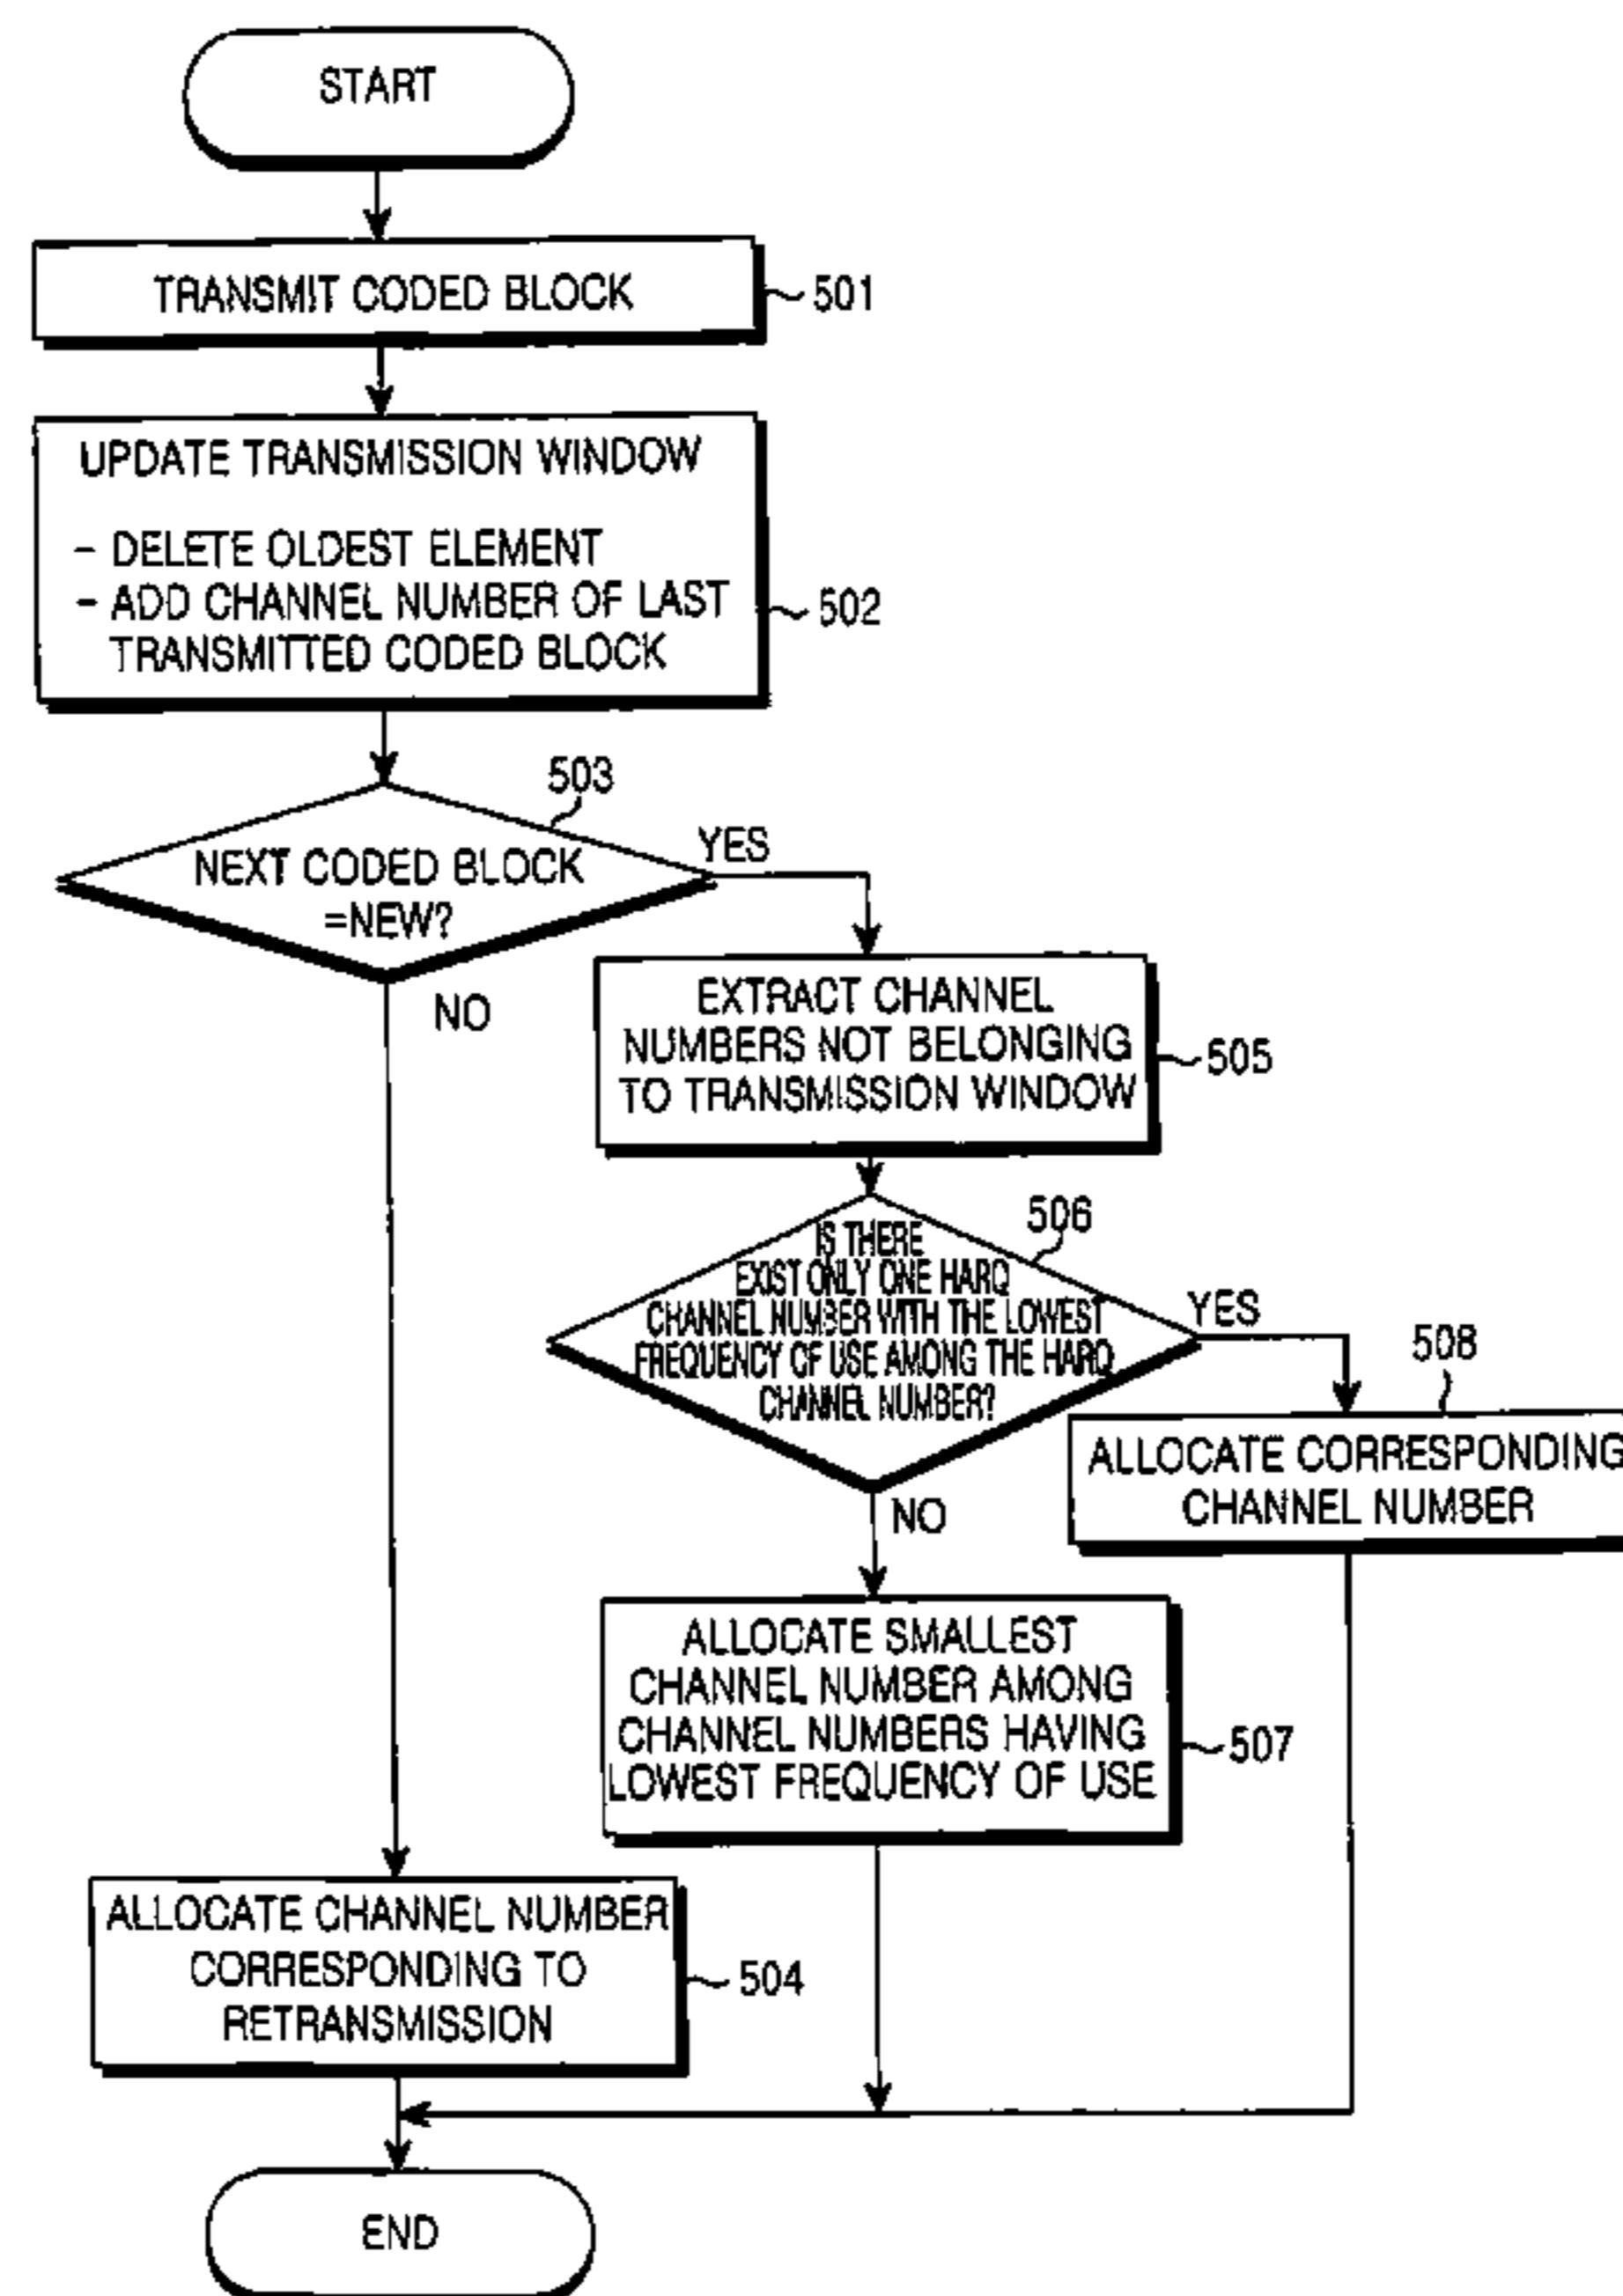 START
TRANSMIT CODED BLOCK
501
UPDATE TRANSMISSION WINDOW
- DELETE OLDEST ELEMENT
- ADD CHANNEL NUMBER OF LAST
TRANSMITTED CODED BLOCK
502
503
NEXT CODED BLOCK
=NEW?
YES
NO
EXTRACT CHANNEL
NUMBERS NOT BELONGING
TO TRANSMISSION WINDOW
505
506
IS THERE
EXIST ONLY ONE HARQ
CHANNEL NUMBER WITH THE LOWEST
FREQUENCY OF USE AMONG THE HARQ
CHANNEL NUMBER?
YES
NO
508
ALLOCATE CORRESPONDING
CHANNEL NUMBER
ALLOCATE SMALLEST
CHANNEL NUMBER AMONG
CHANNEL NUMBERS HAVING
LOWEST FREQUENCY OF USE
507
ALLOCATE CHANNEL NUMBER
CORRESPONDING TO
RETRANSMISSION
504
END